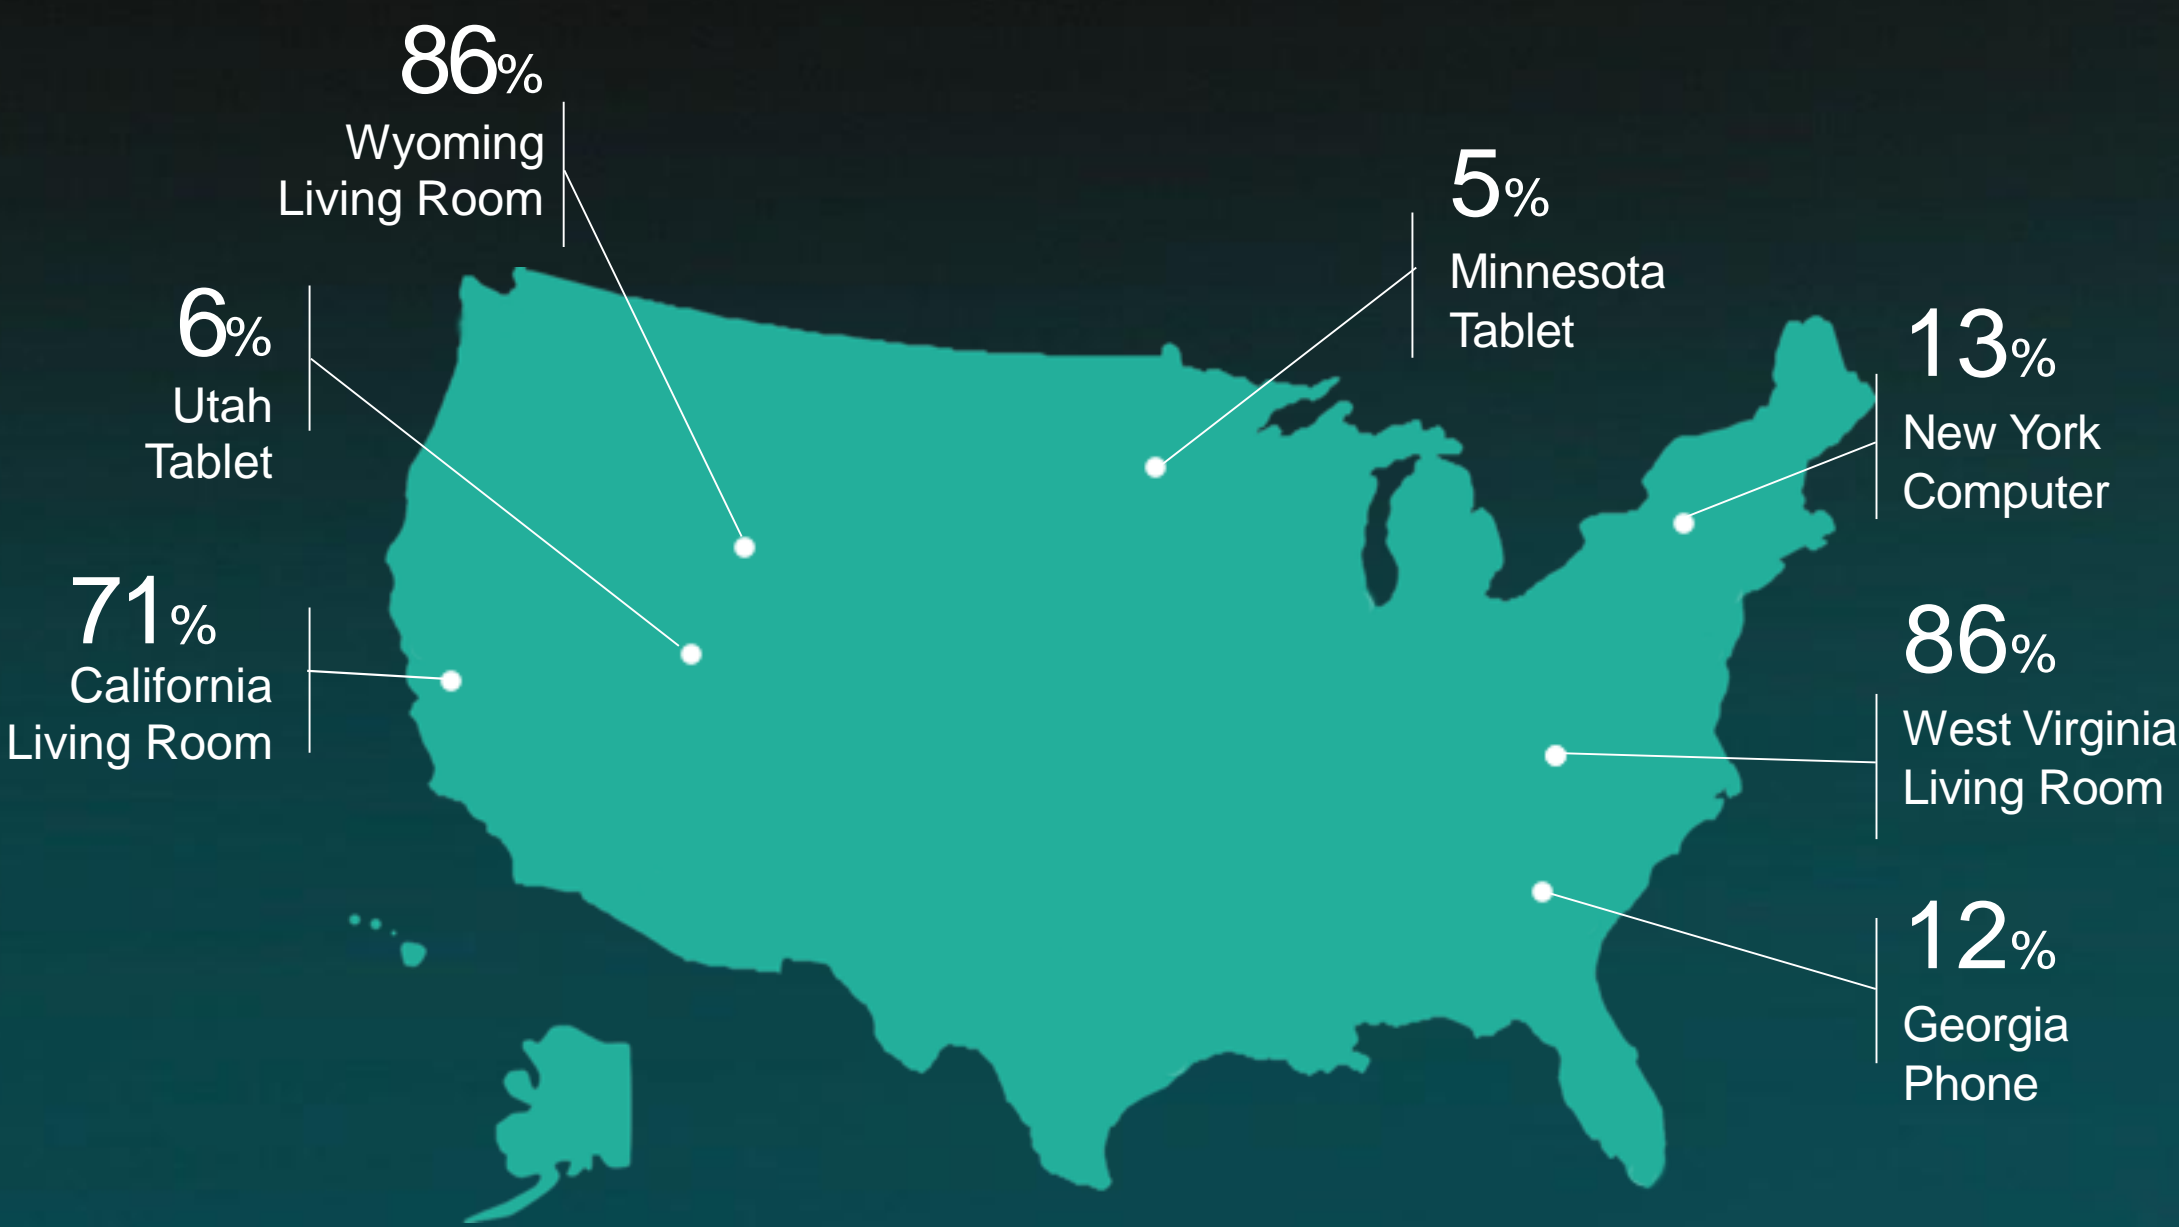 86%
Wyoming
Living Room
6%
Utah
Tablet
71%
California
Living Room
5%
Minnesota
Tablet
13%
New York
Computer
86%
West Virginia
Living Room
12%
Georgia
Phone